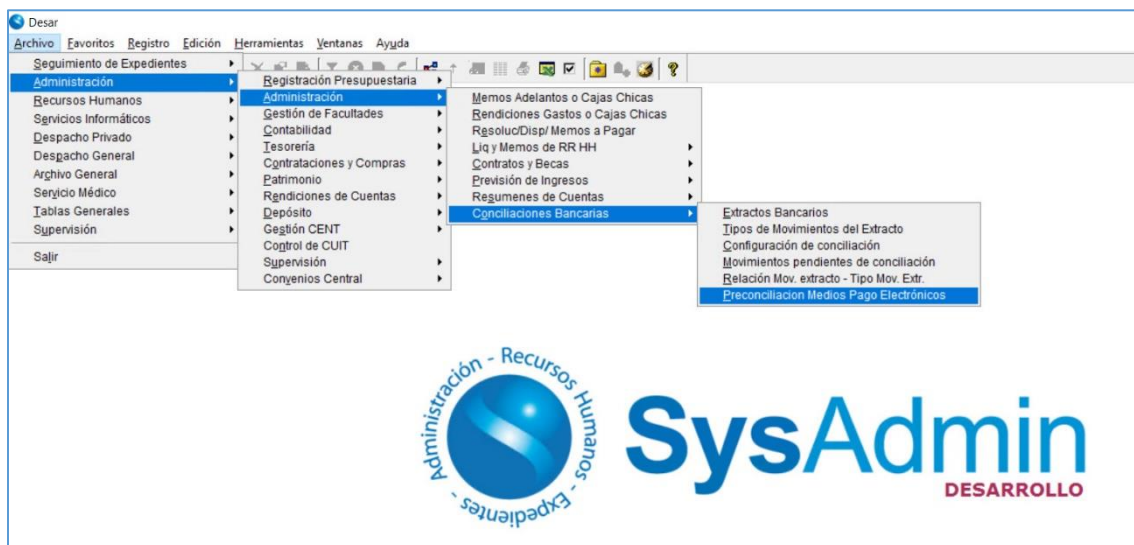 Desar
Archivo Favoritos Registro Edición Herramientas Ventanas Ayuda
Seguimiento de Expedientes
Administración
Recursos Humanos
Servicios Informáticos
Despacho Privado
Despacho General
Archivo General
Servicio Médico
Tablas Generales
Supervisión
Salir
Registración Presupuestaria
Administración
Gestión de Facultades
Contabilidad
Tesorería
Contrataciones y Compras
Patrimonio
Rendiciones de Cuentas
Depósito
Gestión CENT
Control de CUIT
Supervisión
Convenios Central
Memos Adelantos o Cajas Chicas
Rendiciones Gastos o Cajas Chicas
Resoluc/Disp/ Memos a Pagar
Liq y Memos de RR HH
Contratos y Becas
Previsión de Ingresos
Resumenes de Cuentas
Conciliaciones Bancarias
Extractos Bancarios
Tipos de Movimientos del Extracto
Configuración de conciliación
Movimientos pendientes de conciliación
Relación Mov. extracto - Tipo Mov. Extr.
Preconciliacion Medios Pago Electrónicos
Administración - Recursos Humanos - Expedientes -
SysAdmin
DESARROLLO